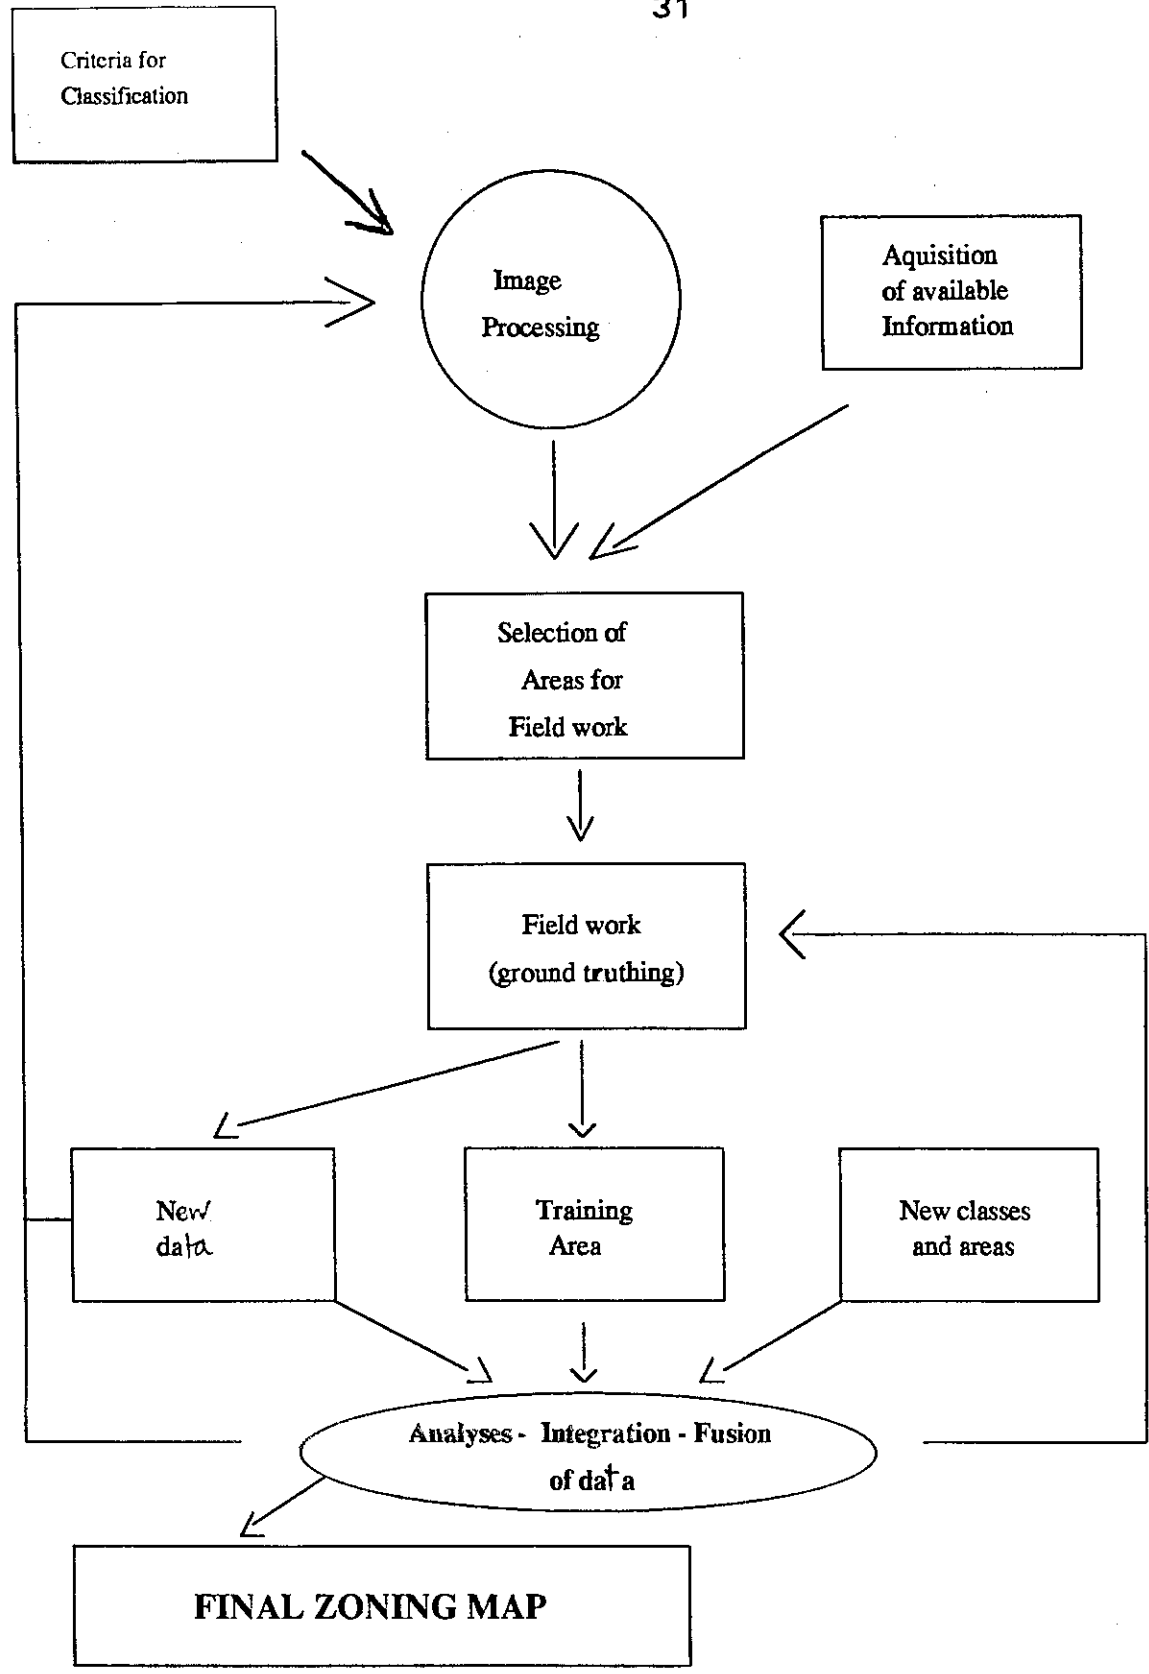 31
Criteria for
Classification
Image
Processing
Aquisition
of available
Information
Selection of
Areas for
Field work
Field work
(ground truthing)
New
data
Training
Area
New classes
and areas
Analyses - Integration - Fusion
of data
FINAL ZONING MAP